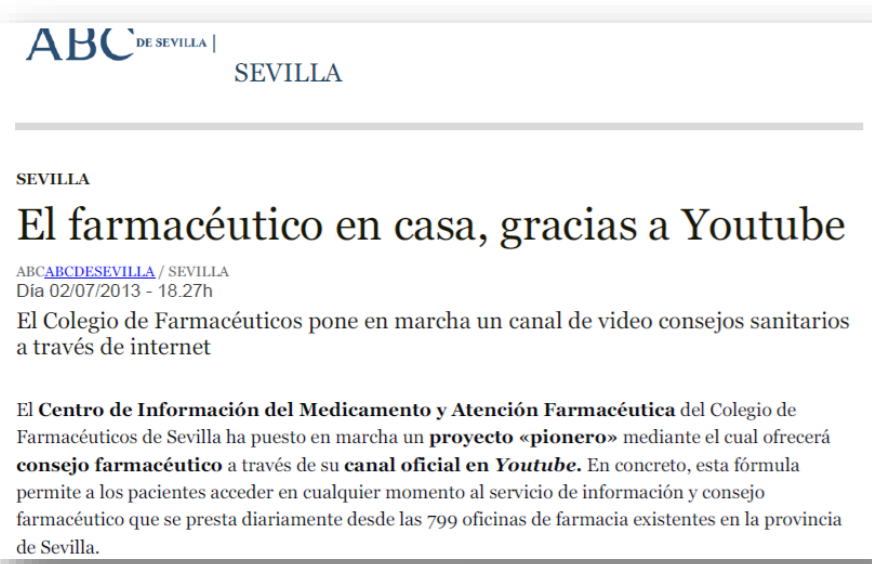 ABC DE SEVILLA |
SEVILLA
SEVILLA
El farmacéutico en casa, gracias a Youtube
ABCABCDESEVILLA / SEVILLA
Día 02/07/2013 - 18.27h
El Colegio de Farmacéuticos pone en marcha un canal de video consejos sanitarios
a través de internet
El Centro de Información del Medicamento y Atención Farmacéutica del Colegio de
Farmacéuticos de Sevilla ha puesto en marcha un proyecto «pionero» mediante el cual ofrecerá
consejo farmacéutico a través de su canal oficial en Youtube. En concreto, esta fórmula
permite a los pacientes acceder en cualquier momento al servicio de información y consejo
farmacéutico que se presta diariamente desde las 799 oficinas de farmacia existentes en la provincia
de Sevilla.